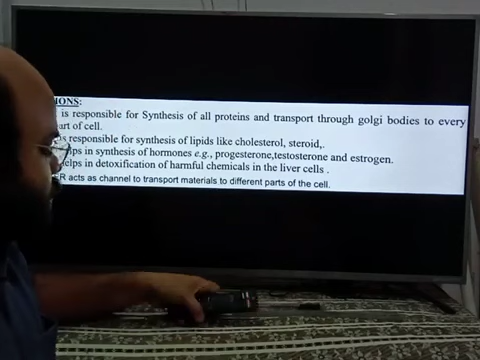 IONS:
is responsible for Synthesis of all proteins and transport through golgi bodies to every
art of cell.
is responsible for synthesis of lipids like cholesterol, steroid,.
lps in synthesis of hormones e.g., progesterone,testosterone and estrogen.
elps in detoxification of harmful chemicals in the liver cells .
R acts as channel to transport materials to different parts of the cell.